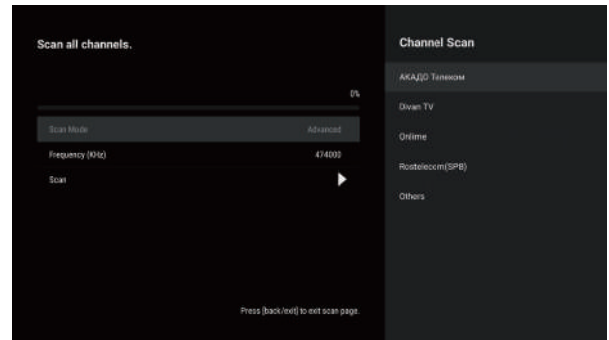 Scan all channels.
0%
Scan Mode Advanced
Frequency (KHz) 474000
Scan
Press [back/exit] to exit scan page.
Channel Scan
АКАДО Телеком
Divan TV
Onlime
Rostelecom(SPB)
Others